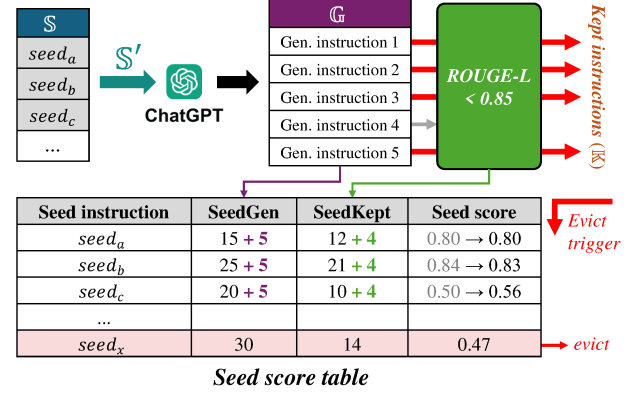 𝕊
seed_a
seed_b
seed_c
...
𝕊′
ChatGPT
𝔾
Gen. instruction 1
Gen. instruction 2
Gen. instruction 3
Gen. instruction 4
Gen. instruction 5
ROUGE-L
< 0.85
Kept instructions (𝕂)
Seed instruction SeedGen SeedKept Seed score
seed_a 15 + 5 12 + 4 0.80 → 0.80
seed_b 25 + 5 21 + 4 0.84 → 0.83
seed_c 20 + 5 10 + 4 0.50 → 0.56
...
seed_x 30 14 0.47
Evict
trigger
evict
Seed score table